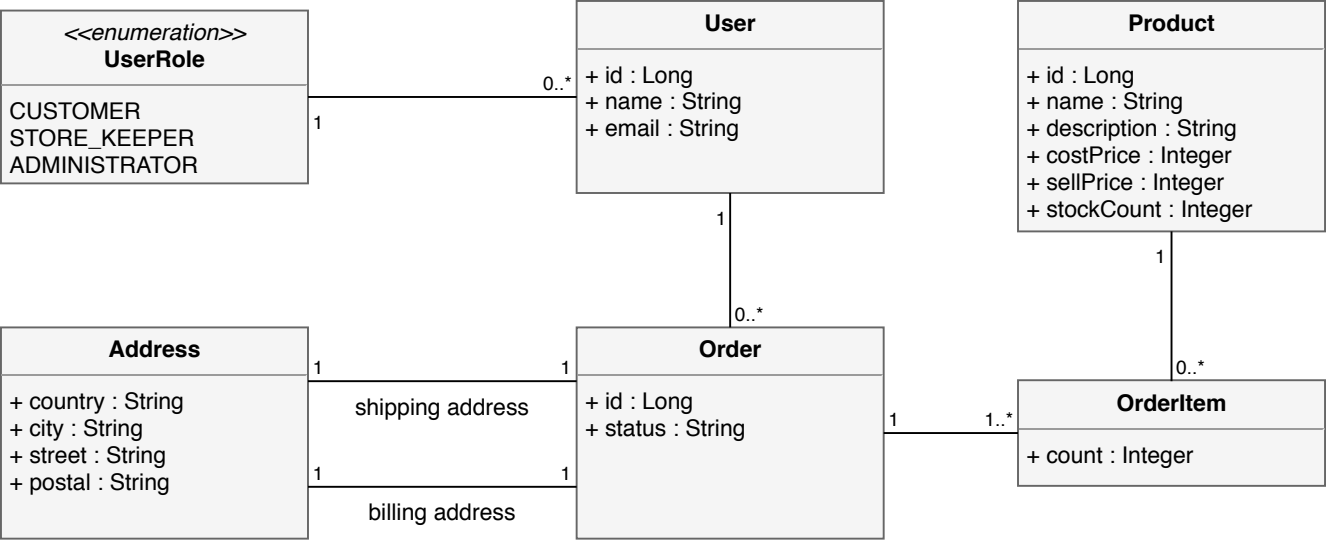 <<enumeration>>
UserRole
CUSTOMER
STORE_KEEPER
ADMINISTRATOR
1
0..*
User
+ id : Long
+ name : String
+ email : String
Product
+ id : Long
+ name : String
+ description : String
+ costPrice : Integer
+ sellPrice : Integer
+ stockCount : Integer
1
0..*
1
0..*
Address
+ country : String
+ city : String
+ street : String
+ postal : String
1
1
shipping address
1
1
billing address
Order
+ id : Long
+ status : String
1
1..*
OrderItem
+ count : Integer